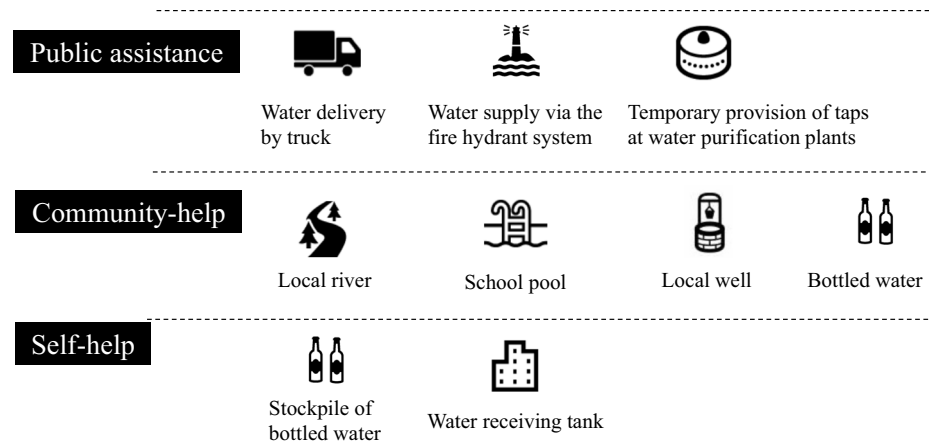 Public assistance
Water delivery
by truck
Water supply via the
fire hydrant system
Temporary provision of taps
at water purification plants
Community-help
Local river
School pool
Local well
Bottled water
Self-help
Stockpile of
bottled water
Water receiving tank